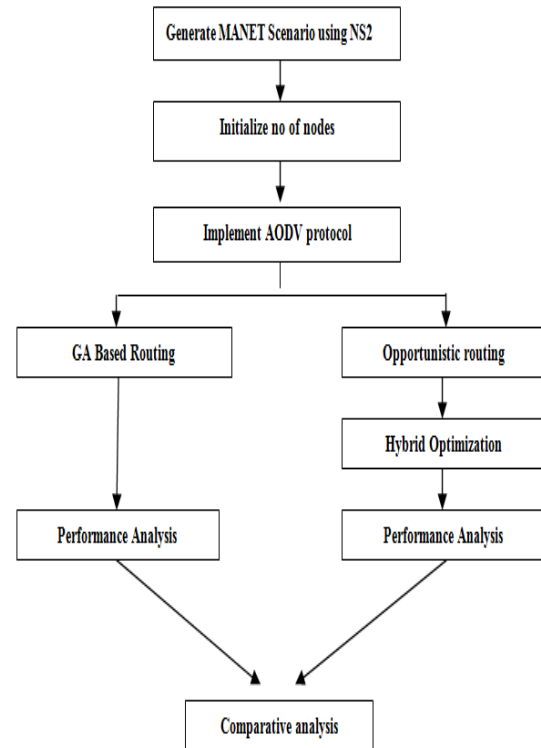 Generate MANET Scenario using NS2
Initialize no of nodes
Implement AODV protocol
GA Based Routing
Opportunistic routing
Hybrid Optimization
Performance Analysis
Performance Analysis
Comparative analysis